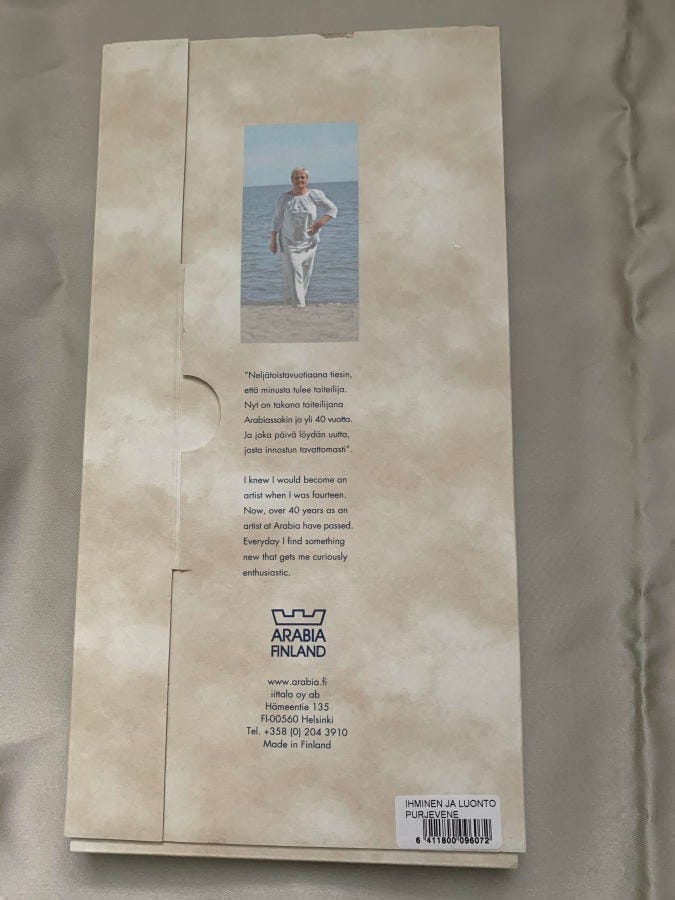 "Neljätoistavuotiaana tiesin,
että minusta tulee taiteilija.
Nyt on takana taiteilijana
Arabiassakin jo yli 40 vuotta.
Ja joka päivä löydän uutta,
josta innostun tavattomasti".
I knew I would become an
artist when I was fourteen.
Now, over 40 years as an
artist at Arabia have passed.
Everyday I find something
new that gets me curiously
enthusiastic.
ARABIA
FINLAND
www.arabia.fi
iittala oy ab
Hämeentie 135
FI-00560 Helsinki
Tel. +358 (0) 204 3910
Made in Finland
IHMINEN JA LUONTO
PURJEVENE
6 411800 096072